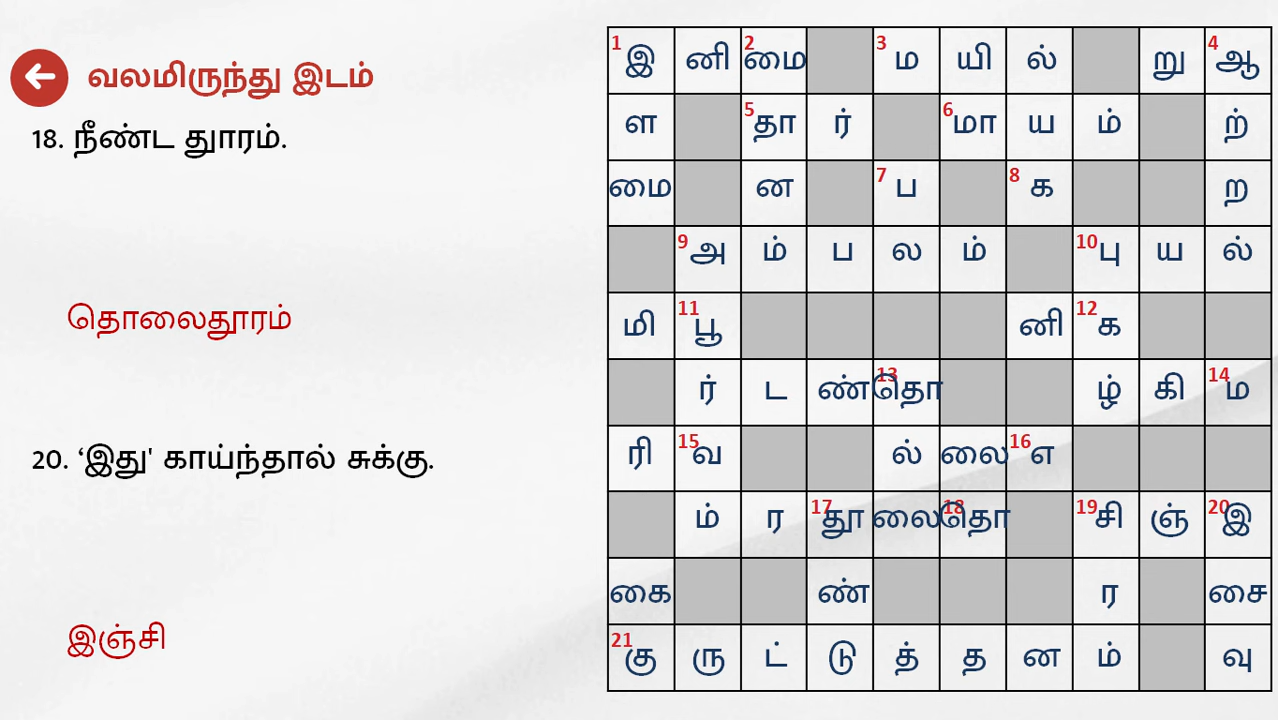 வலமிருந்து இடம்
18. நீண்ட துாரம்.
தொலைதூரம்
20. ‘இது' காய்ந்தால் சுக்கு.
இஞ்சி
1 இ னி 2 மை 3 ம யி ல் று 4 ஆ
ள 5 தா ர் 6 மா ய ம் ற்
மை ன 7 ப 8 க ற
9 அ ம் ப ல ம் 10 பு ய ல்
மி 11 பூ னி 12 க
ர் ட ண் 13 தொ ழ் கி 14 ம
ரி 15 வ ல் லை 16 எ
ம் ர 17 தூ லை 18 தொ 19 சி ஞ் 20 இ
கை ண் ர சை
21 கு ரு ட் டு த் த ன ம் வு